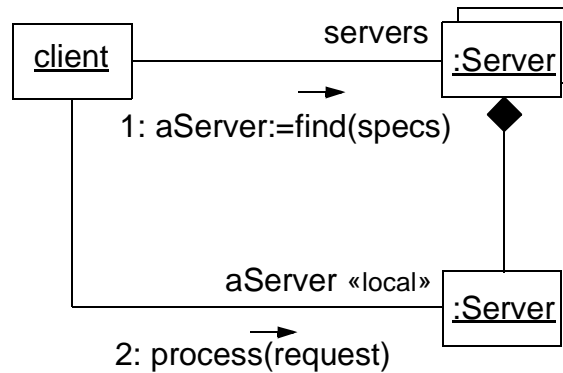 servers
client
:Server
1: aServer:=find(specs)
aServer «local»
:Server
2: process(request)